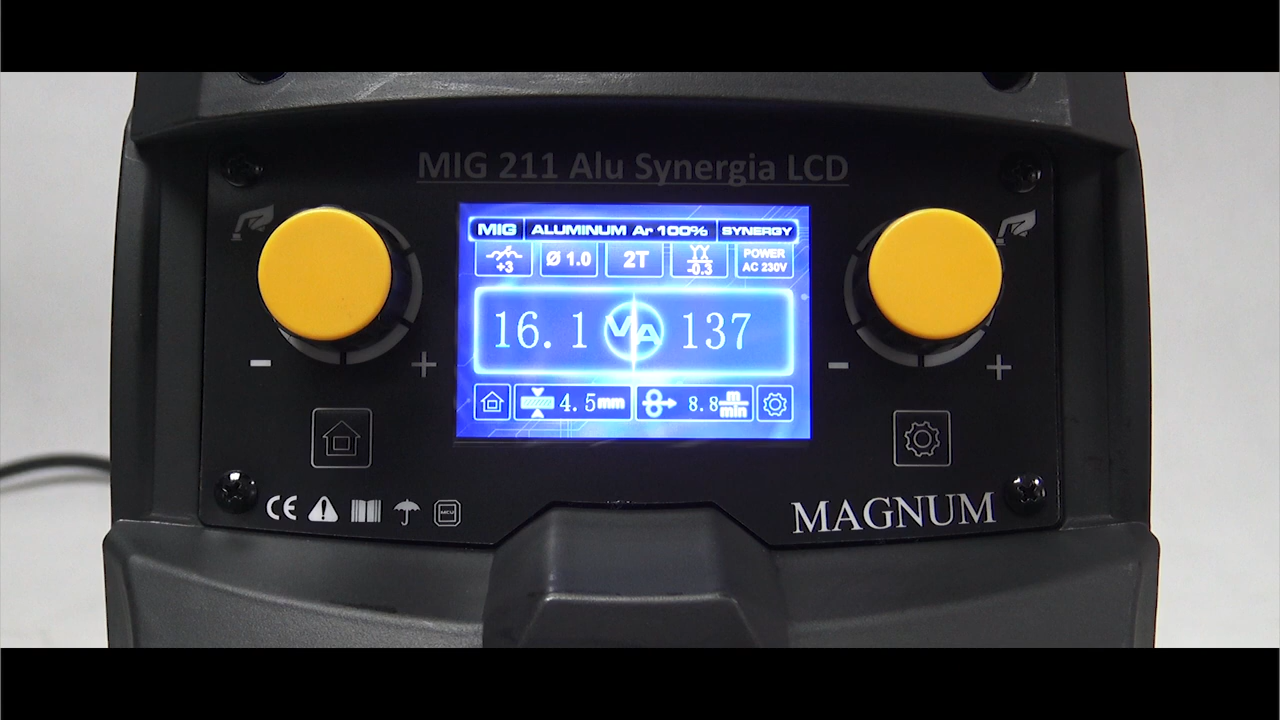 MIG 211 Alu Synergia LCD
MIG ALUMINUM Ar 100% SYNERGY
+3 Ø 1.0 2T -0.3 POWER
AC 230V
16.1 VA 137
4.5mm 8.8 m/min
- + - +
CE MCU MAGNUM